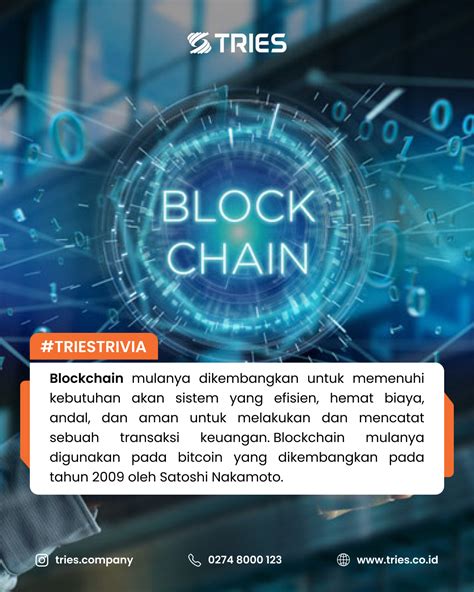 TRIES
BLOCK
CHAIN
#TRIESTRIVIA
Blockchain mulanya dikembangkan untuk memenuhi
kebutuhan akan sistem yang efisien, hemat biaya,
andal, dan aman untuk melakukan dan mencatat
sebuah transaksi keuangan. Blockchain mulanya
digunakan pada bitcoin yang dikembangkan pada
tahun 2009 oleh Satoshi Nakamoto.
tries.company 0274 8000 123 www.tries.co.id